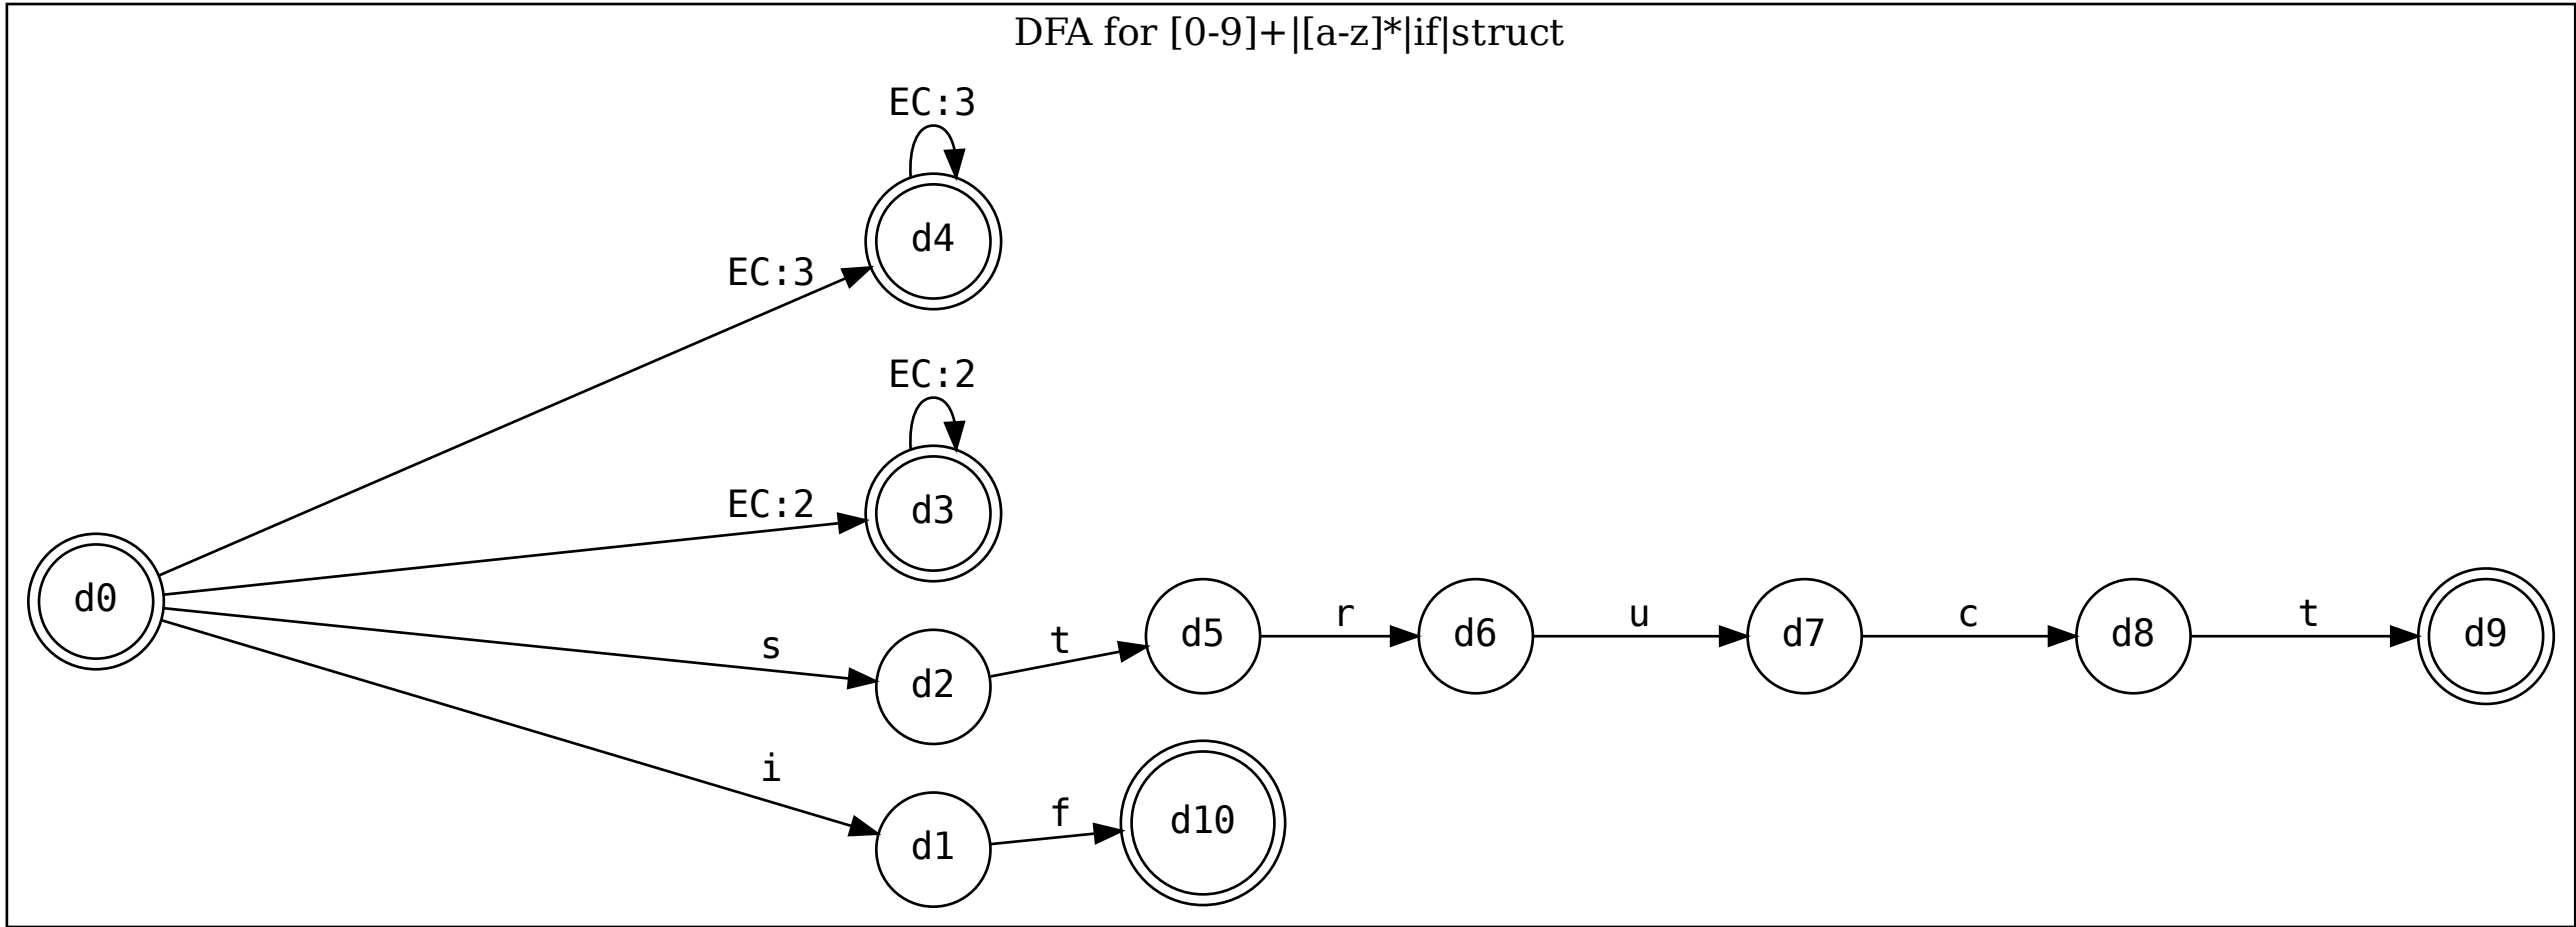 DFA for [0-9]+|[a-z]*|if|struct
EC:3
d4
EC:3
EC:2
d3
EC:2
d0
s
d2
t
d5
r
d6
u
d7
c
d8
t
d9
i
d1
f
d10